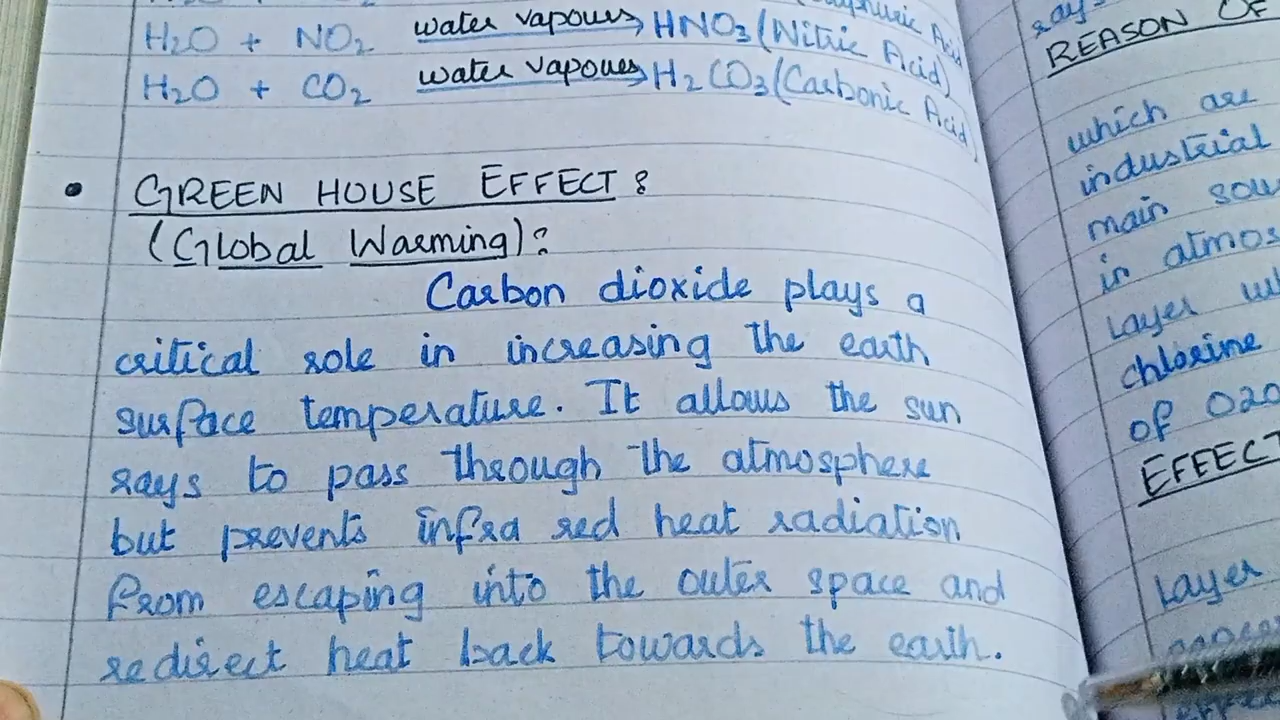 H₂O + NO₂ water vapours → HNO₃ (Nitric Acid)
H₂O + CO₂ water vapours → H₂CO₃ (Carbonic Acid)
• GREEN HOUSE EFFECT:
(Global Warming):
Carbon dioxide plays a
critical role in increasing the earth
surface temperature. It allows the sun
rays to pass through the atmosphere
but prevents infra red heat radiation
from escaping into the outer space and
redirect heat back towards the earth.
REASON OF
which are
industrial
main
in
layer
chlorine
of
EFFECT
Layer